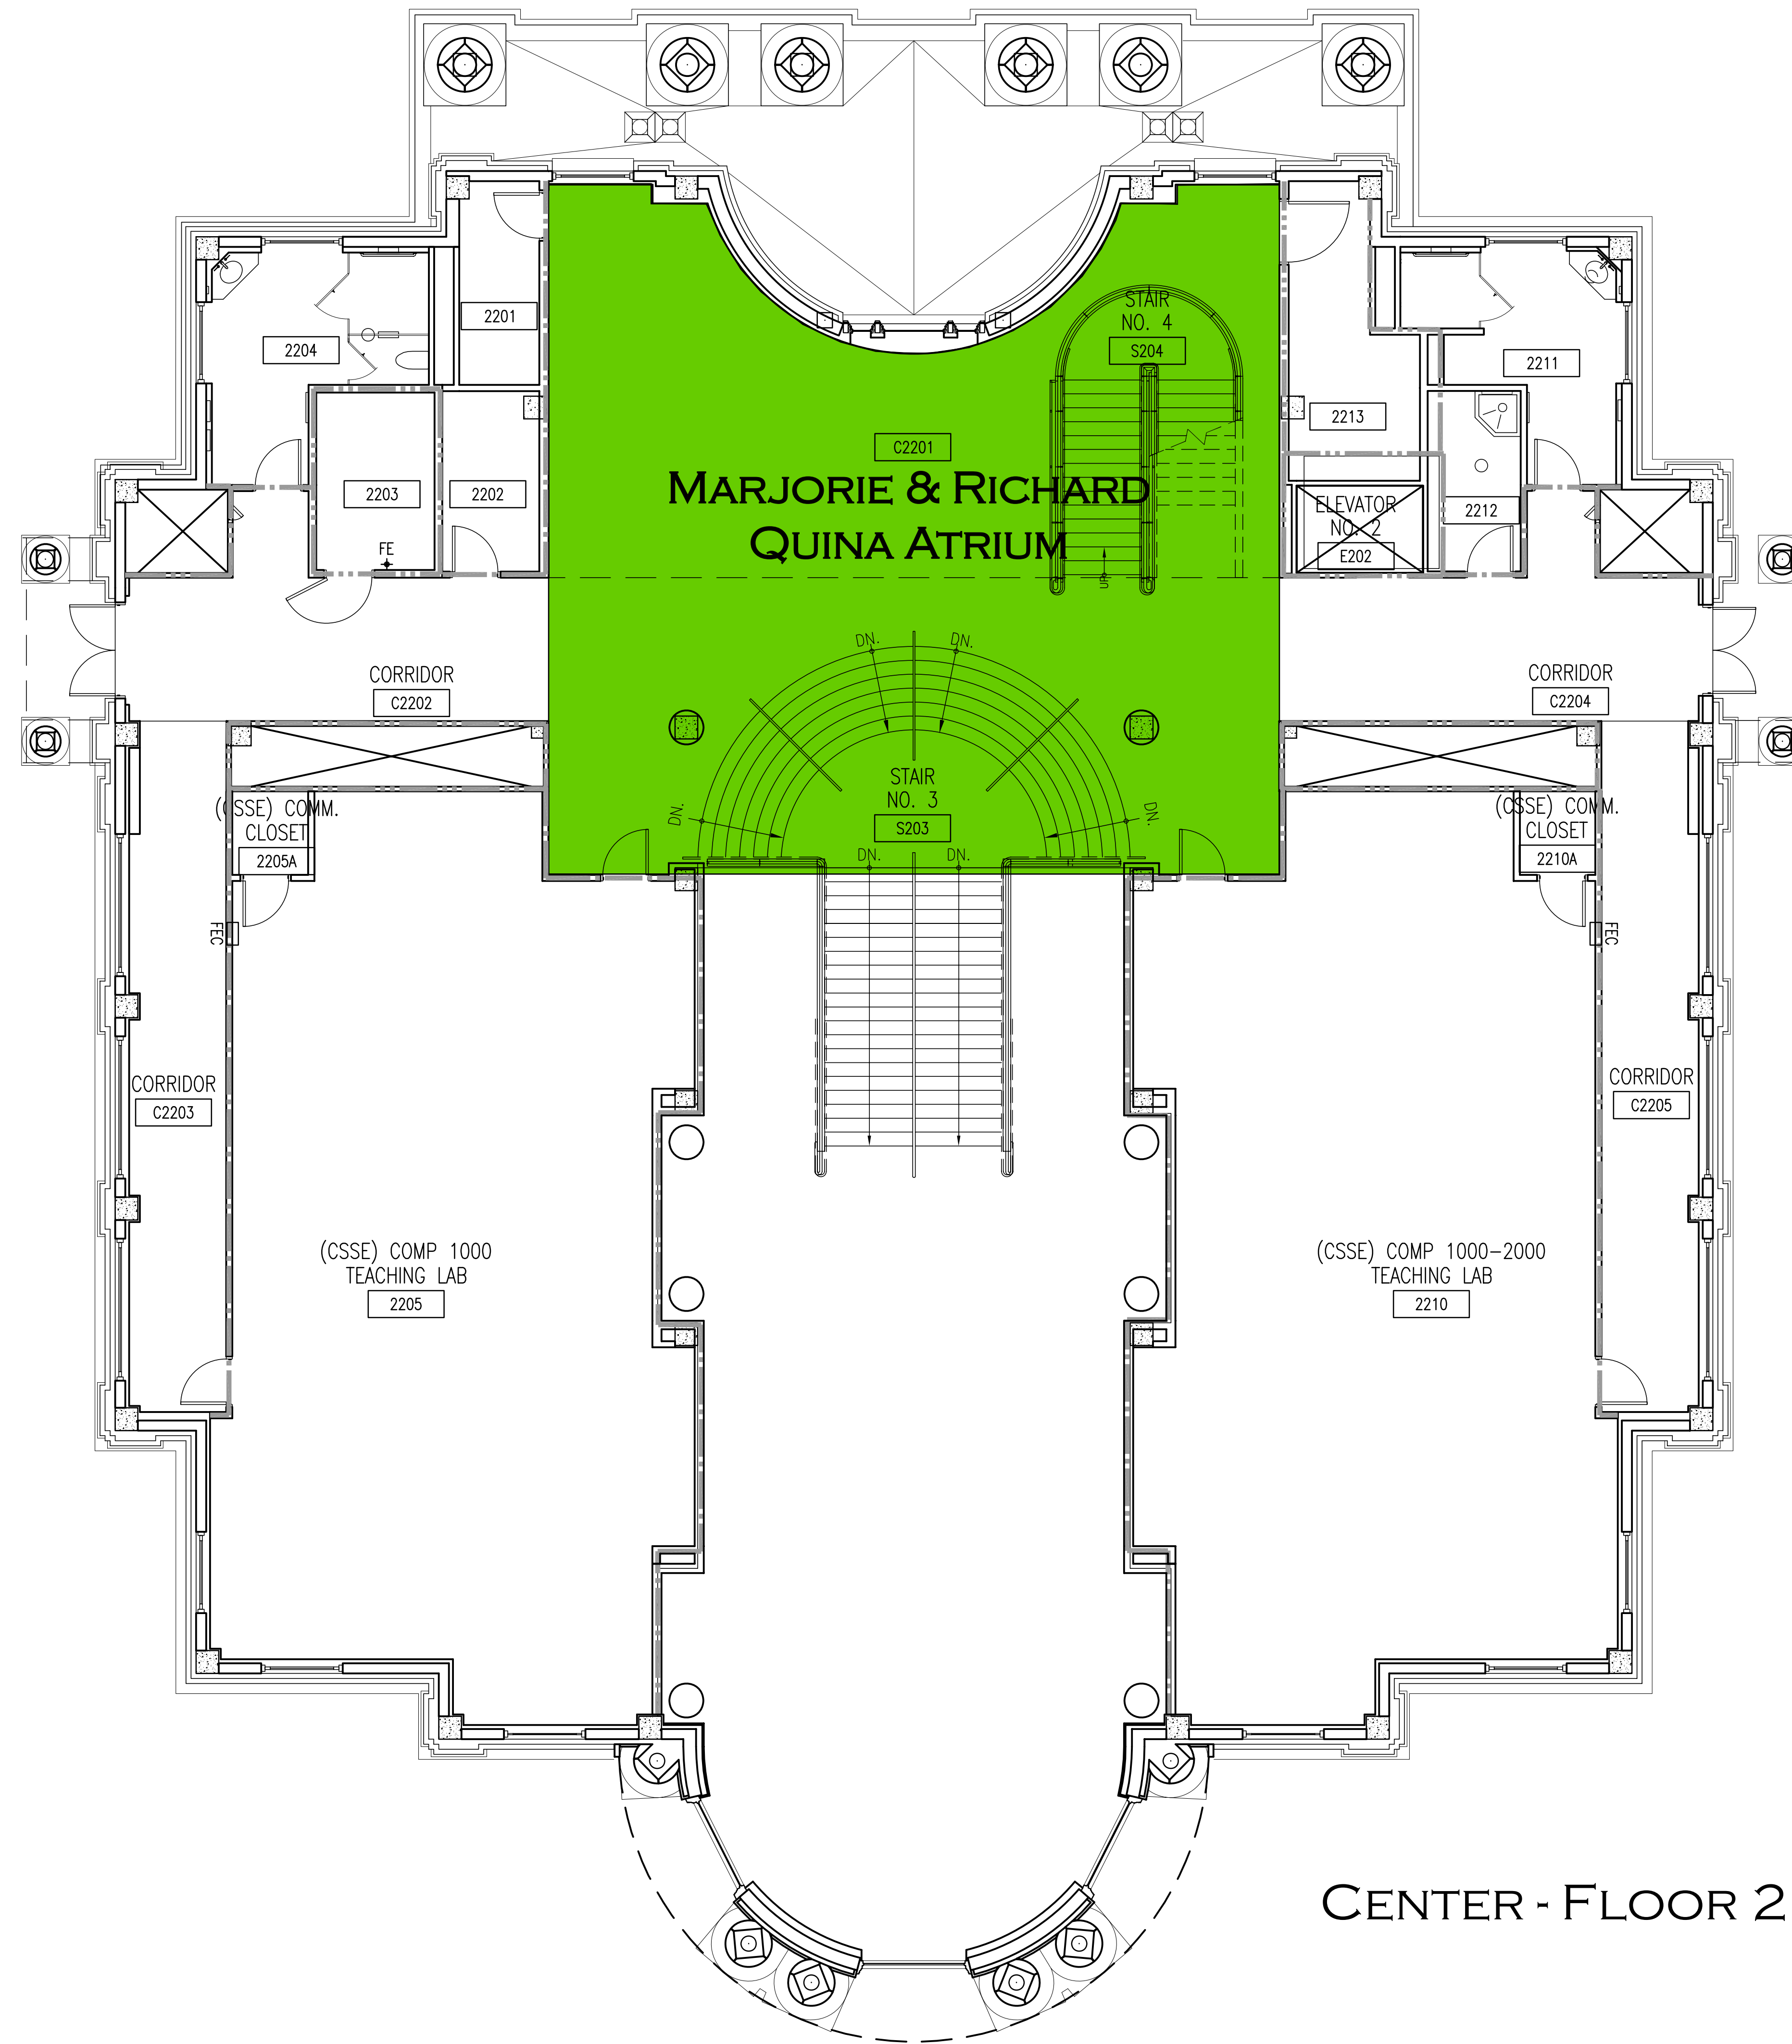 2201
2204
STAIR
NO. 4
S204
2211
2213
C2201
MARJORIE & RICHARD
QUINA ATRIUM
2203
2202
FE
ELEVATOR
NO. 2
E202
2212
UP
CORRIDOR
C2202
DN.
DN.
CORRIDOR
C2204
STAIR
NO. 3
S203
DN.
DN.
DN.
DN.
(CSSE) COMM.
CLOSET
2205A
(CSSE) COMM.
CLOSET
2210A
FEC
FEC
CORRIDOR
C2203
CORRIDOR
C2205
(CSSE) COMP 1000
TEACHING LAB
2205
(CSSE) COMP 1000-2000
TEACHING LAB
2210
CENTER - FLOOR 2